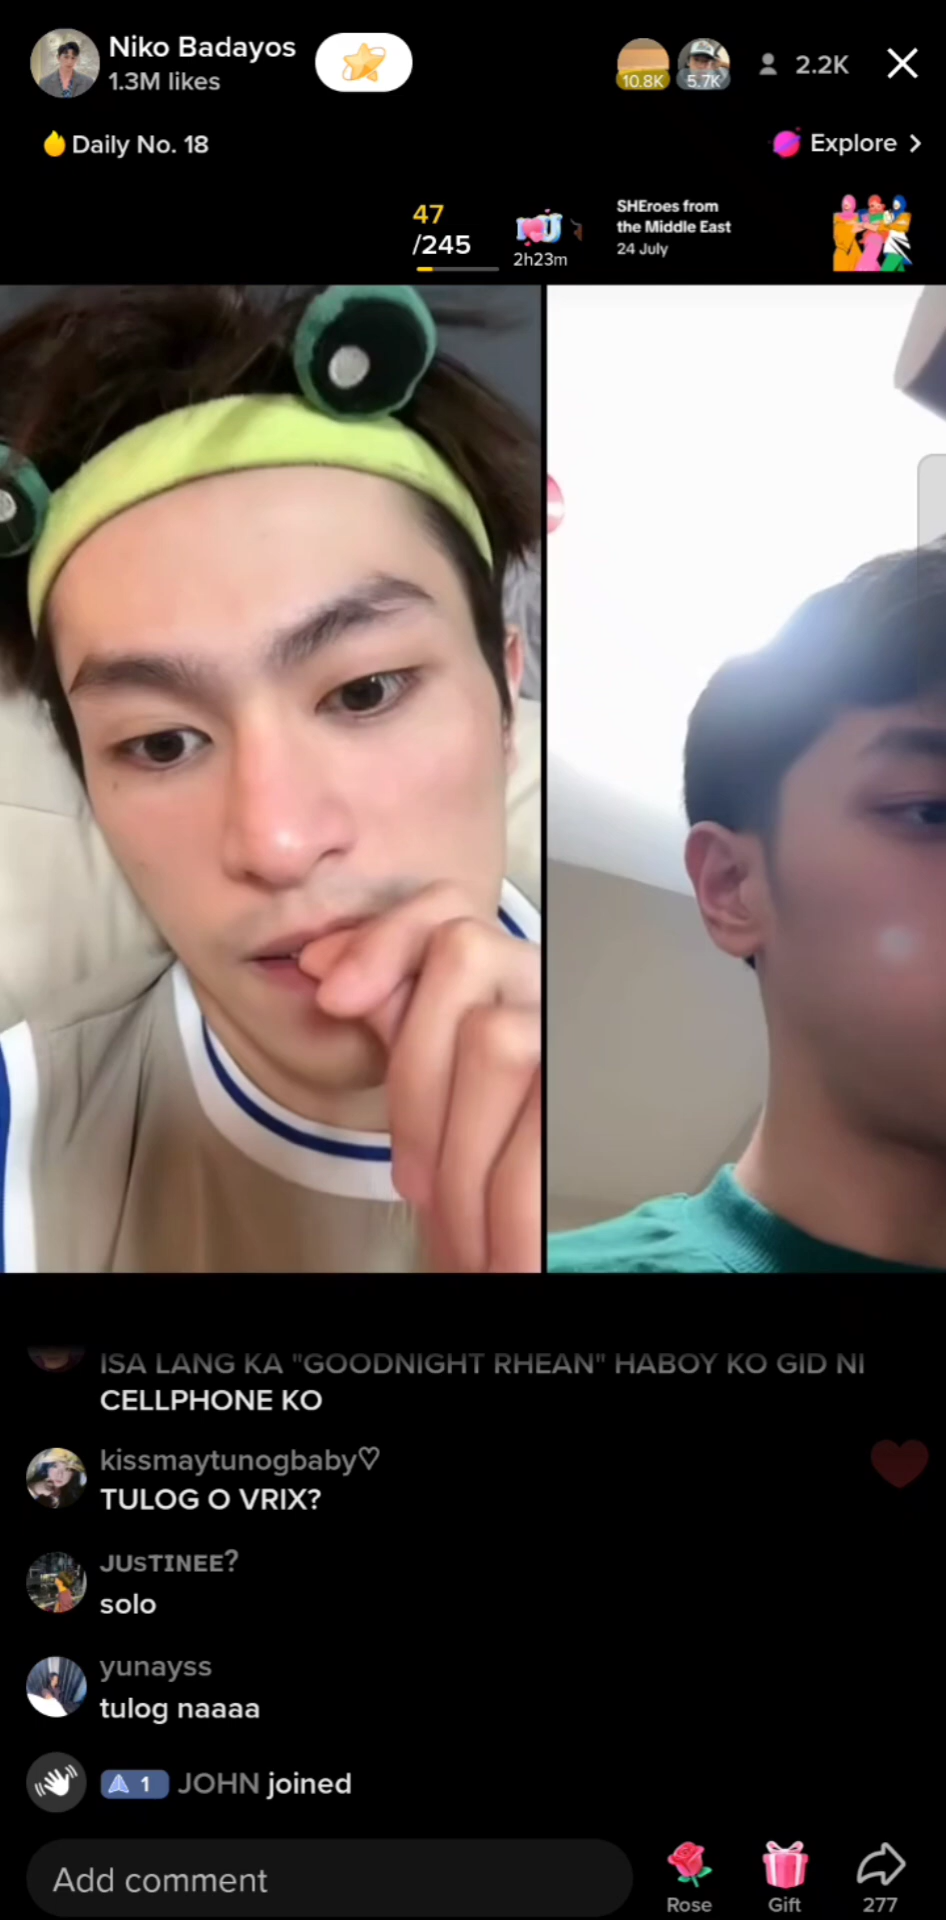 Niko Badayos
1.3M likes
10.8K
5.7K
2.2K
Daily No. 18
Explore
47
/245
2h23m
SHEroes from
the Middle East
24 July
ISA LANG KA "GOODNIGHT RHEAN" HABOY KO GID NI
CELLPHONE KO
kissmaytunogbaby♡
TULOG O VRIX?
JUsTINEE?
solo
yunayss
tulog naaaa
1 JOHN joined
Add comment
Rose
Gift
277